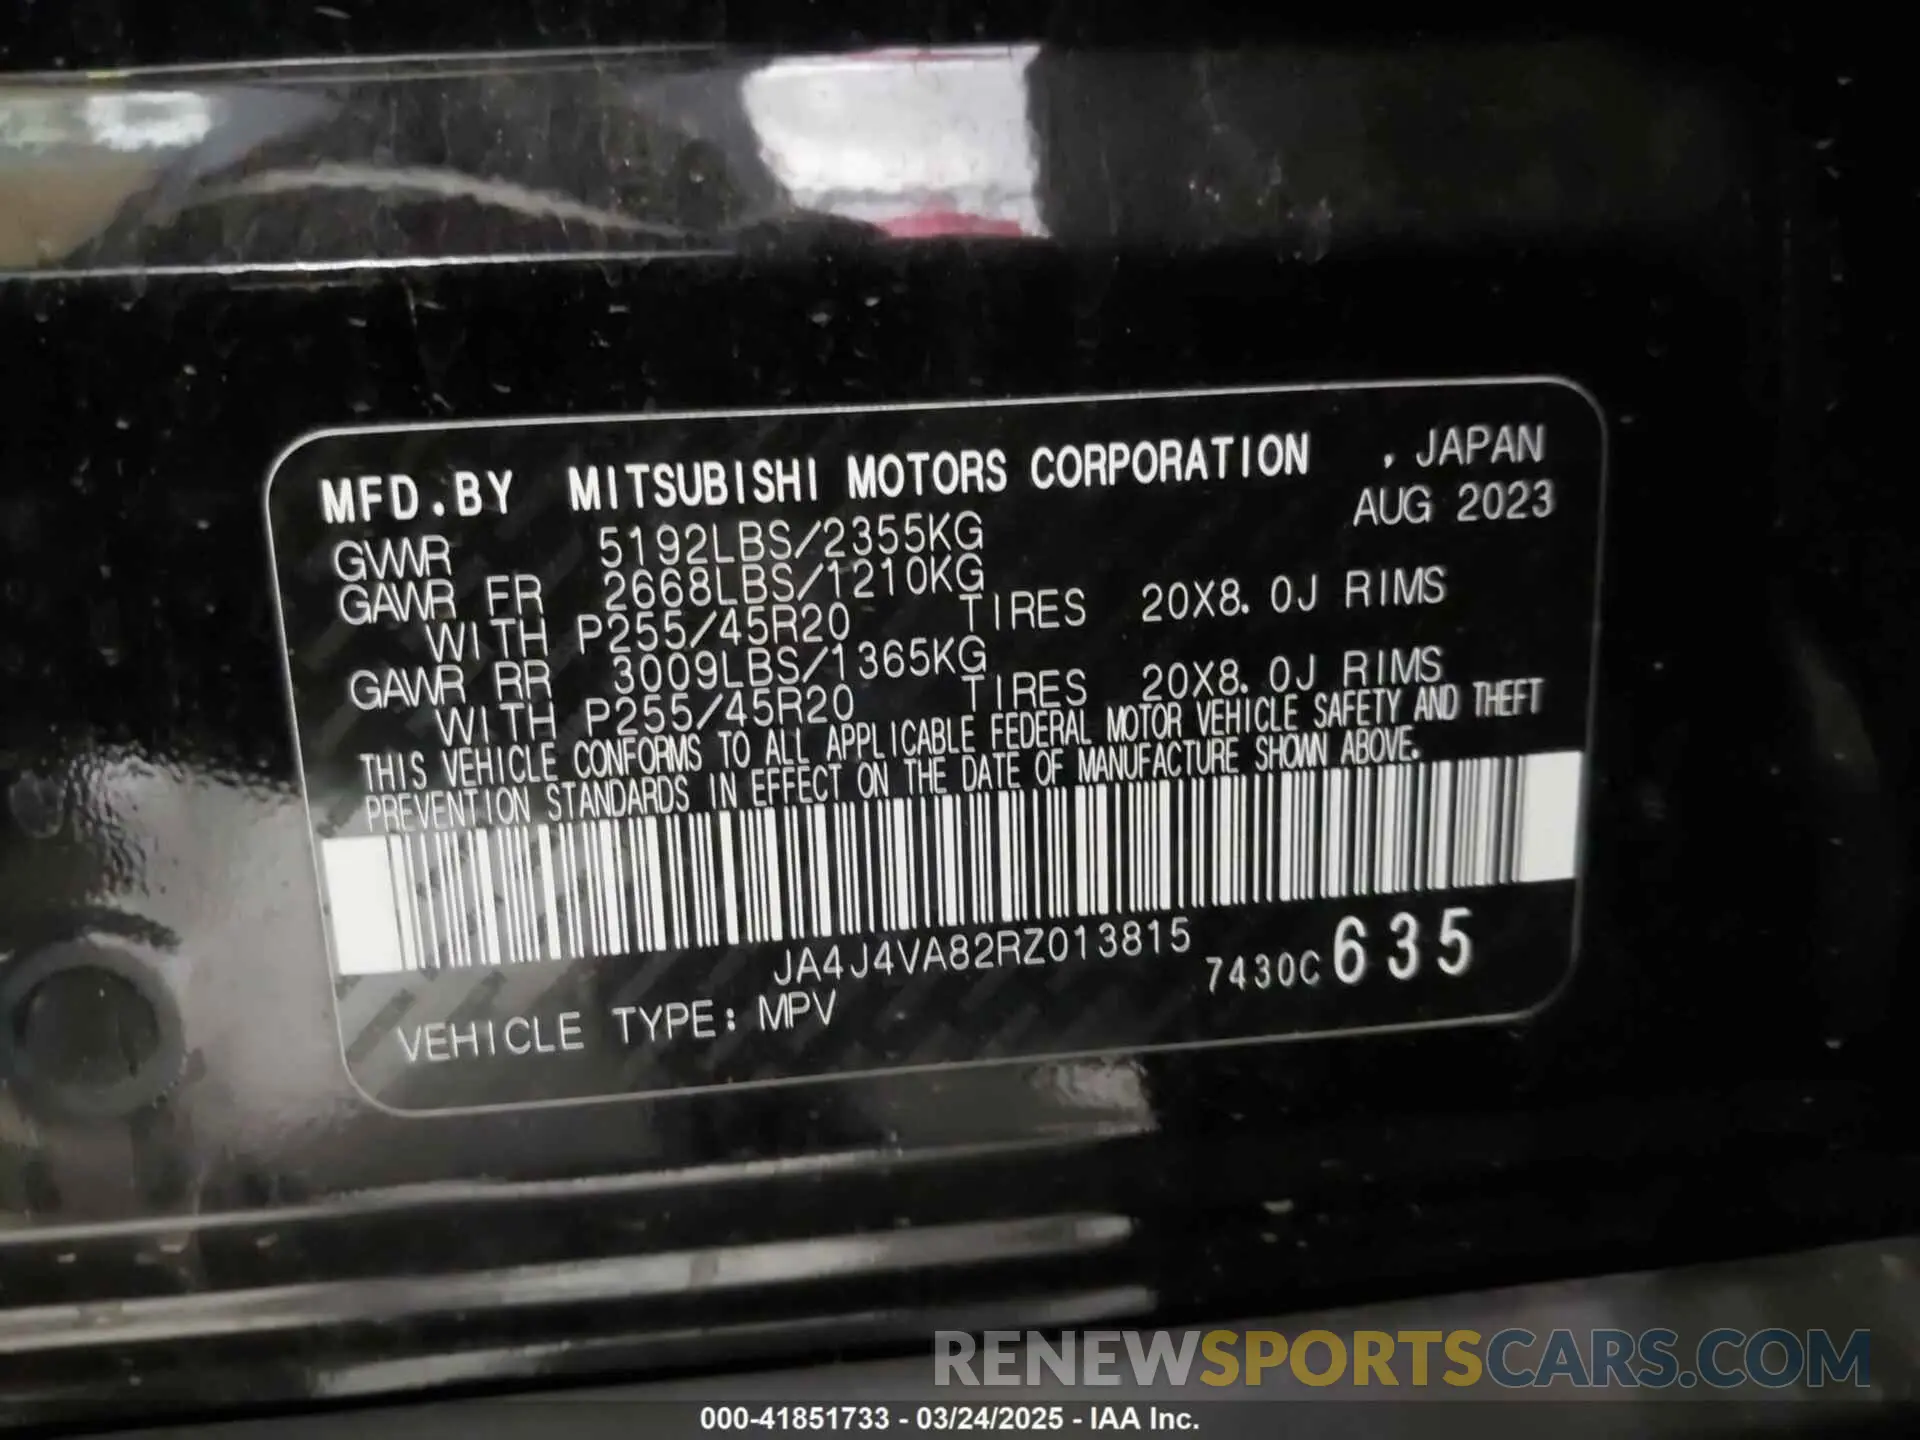 MFD.BY MITSUBISHI MOTORS CORPORATION , JAPAN
AUG 2023
GVWR 5192LBS/2355KG
GAWR FR 2668LBS/1210KG
WITH P255/45R20 TIRES 20X8.0J RIMS
GAWR RR 3009LBS/1365KG
WITH P255/45R20 TIRES 20X8.0J RIMS
THIS VEHICLE CONFORMS TO ALL APPLICABLE FEDERAL MOTOR VEHICLE SAFETY AND THEFT
PREVENTION STANDARDS IN EFFECT ON THE DATE OF MANUFACTURE SHOWN ABOVE.
JA4J4VA82RZ013815 7430C 635
VEHICLE TYPE: MPV
RENEWSPORTSCARS.COM
000-41851733 - 03/24/2025 - IAA Inc.